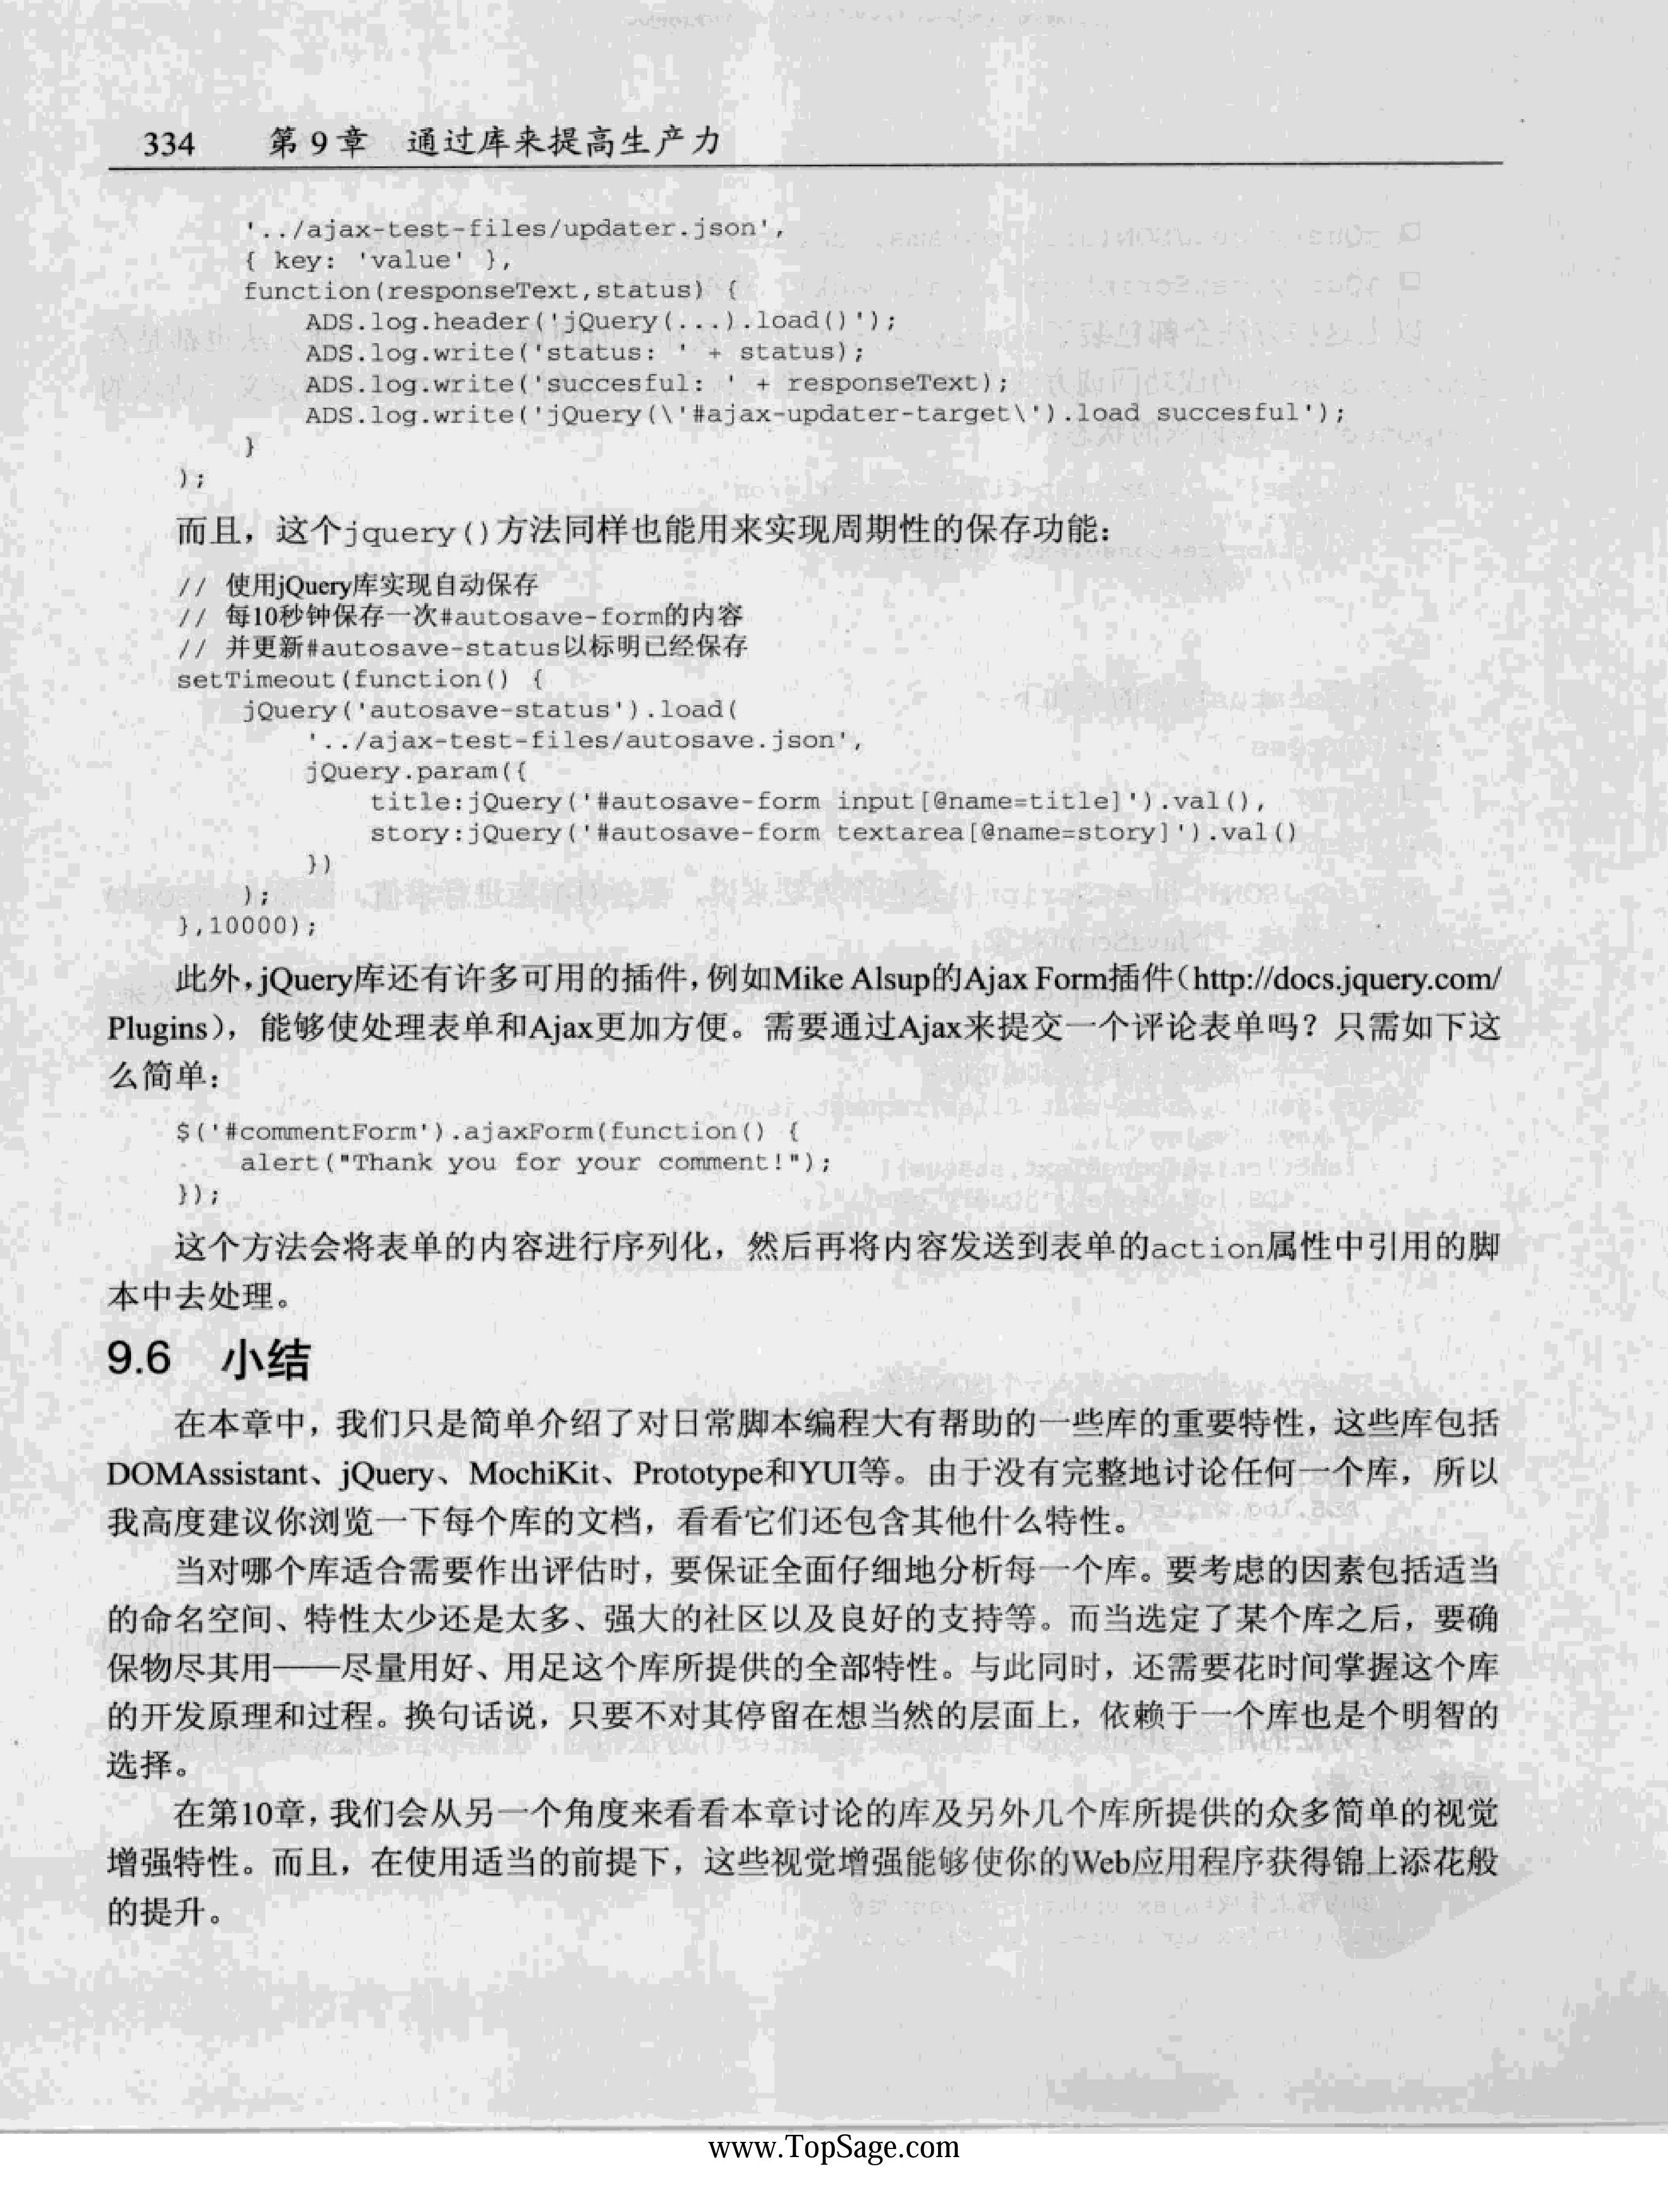 334 第9章 通过库来提高生产力
'../ajax-test-files/updater.json',
{ key: 'value' },
function(responseText,status) {
ADS.log.header('jQuery(...).load()');
ADS.log.write('status: ' + status);
ADS.log.write('succesful: ' + responseText);
ADS.log.write('jQuery(\'#ajax-updater-target\').load succesful');
}
);
而且，这个jquery()方法同样也能用来实现周期性的保存功能：
// 使用jQuery库实现自动保存
// 每10秒钟保存一次#autosave-form的内容
// 并更新#autosave-status以标明已经保存
setTimeout(function() {
jQuery('autosave-status').load(
'../ajax-test-files/autosave.json',
jQuery.param({
title:jQuery('#autosave-form input[@name=title]').val(),
story:jQuery('#autosave-form textarea[@name=story]').val()
})
);
},10000);
此外，jQuery库还有许多可用的插件，例如Mike Alsup的Ajax Form插件（http://docs.jquery.com/
Plugins），能够使处理表单和Ajax更加方便。需要通过Ajax来提交一个评论表单吗？只需如下这
么简单：
$('#commentForm').ajaxForm(function() {
alert("Thank you for your comment!");
});
这个方法会将表单的内容进行序列化，然后再将内容发送到表单的action属性中引用的脚
本中去处理。
9.6 小结
在本章中，我们只是简单介绍了对日常脚本编程大有帮助的一些库的重要特性，这些库包括
DOMAssistant、jQuery、MochiKit、Prototype和YUI等。由于没有完整地讨论任何一个库，所以
我高度建议你浏览一下每个库的文档，看看它们还包含其他什么特性。
当对哪个库适合需要作出评估时，要保证全面仔细地分析每一个库。要考虑的因素包括适当
的命名空间、特性太少还是太多、强大的社区以及良好的支持等。而当选定了某个库之后，要确
保物尽其用——尽量用好、用足这个库所提供的全部特性。与此同时，还需要花时间掌握这个库
的开发原理和过程。换句话说，只要不对其停留在想当然的层面上，依赖于一个库也是个明智的
选择。
在第10章，我们会从另一个角度来看看本章讨论的库及另外几个库所提供的众多简单的视觉
增强特性。而且，在使用适当的前提下，这些视觉增强能够使你的Web应用程序获得锦上添花般
的提升。
www.TopSage.com